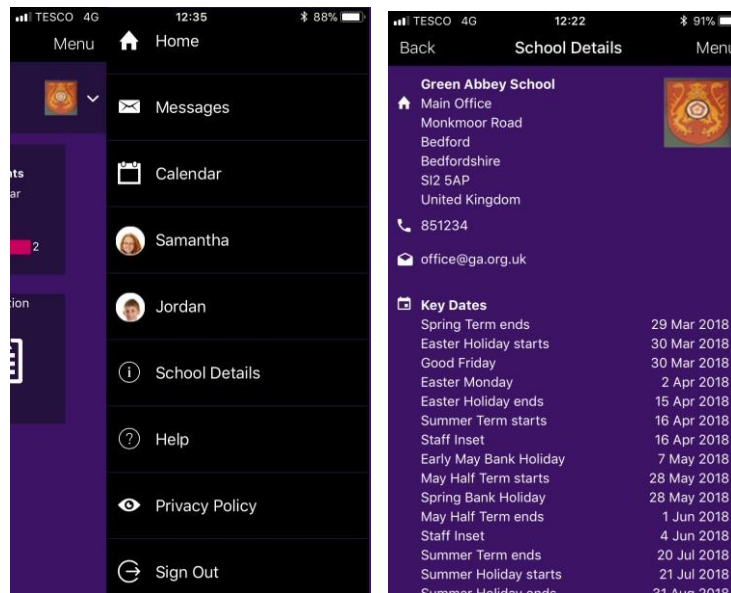 TESCO 4G 12:35 88%
Menu
Home
Messages
Calendar
Samantha
Jordan
School Details
Help
Privacy Policy
Sign Out
ar
2
TESCO 4G 12:22 91%
Back School Details Menu
Green Abbey School
Main Office
Monkmoor Road
Bedford
Bedfordshire
SI2 5AP
United Kingdom
851234
office@ga.org.uk
Key Dates
Spring Term ends 29 Mar 2018
Easter Holiday starts 30 Mar 2018
Good Friday 30 Mar 2018
Easter Monday 2 Apr 2018
Easter Holiday ends 15 Apr 2018
Summer Term starts 16 Apr 2018
Staff Inset 16 Apr 2018
Early May Bank Holiday 7 May 2018
May Half Term starts 28 May 2018
Spring Bank Holiday 28 May 2018
May Half Term ends 1 Jun 2018
Staff Inset 4 Jun 2018
Summer Term ends 20 Jul 2018
Summer Holiday starts 21 Jul 2018
Summer Holiday ends 31 Aug 2018